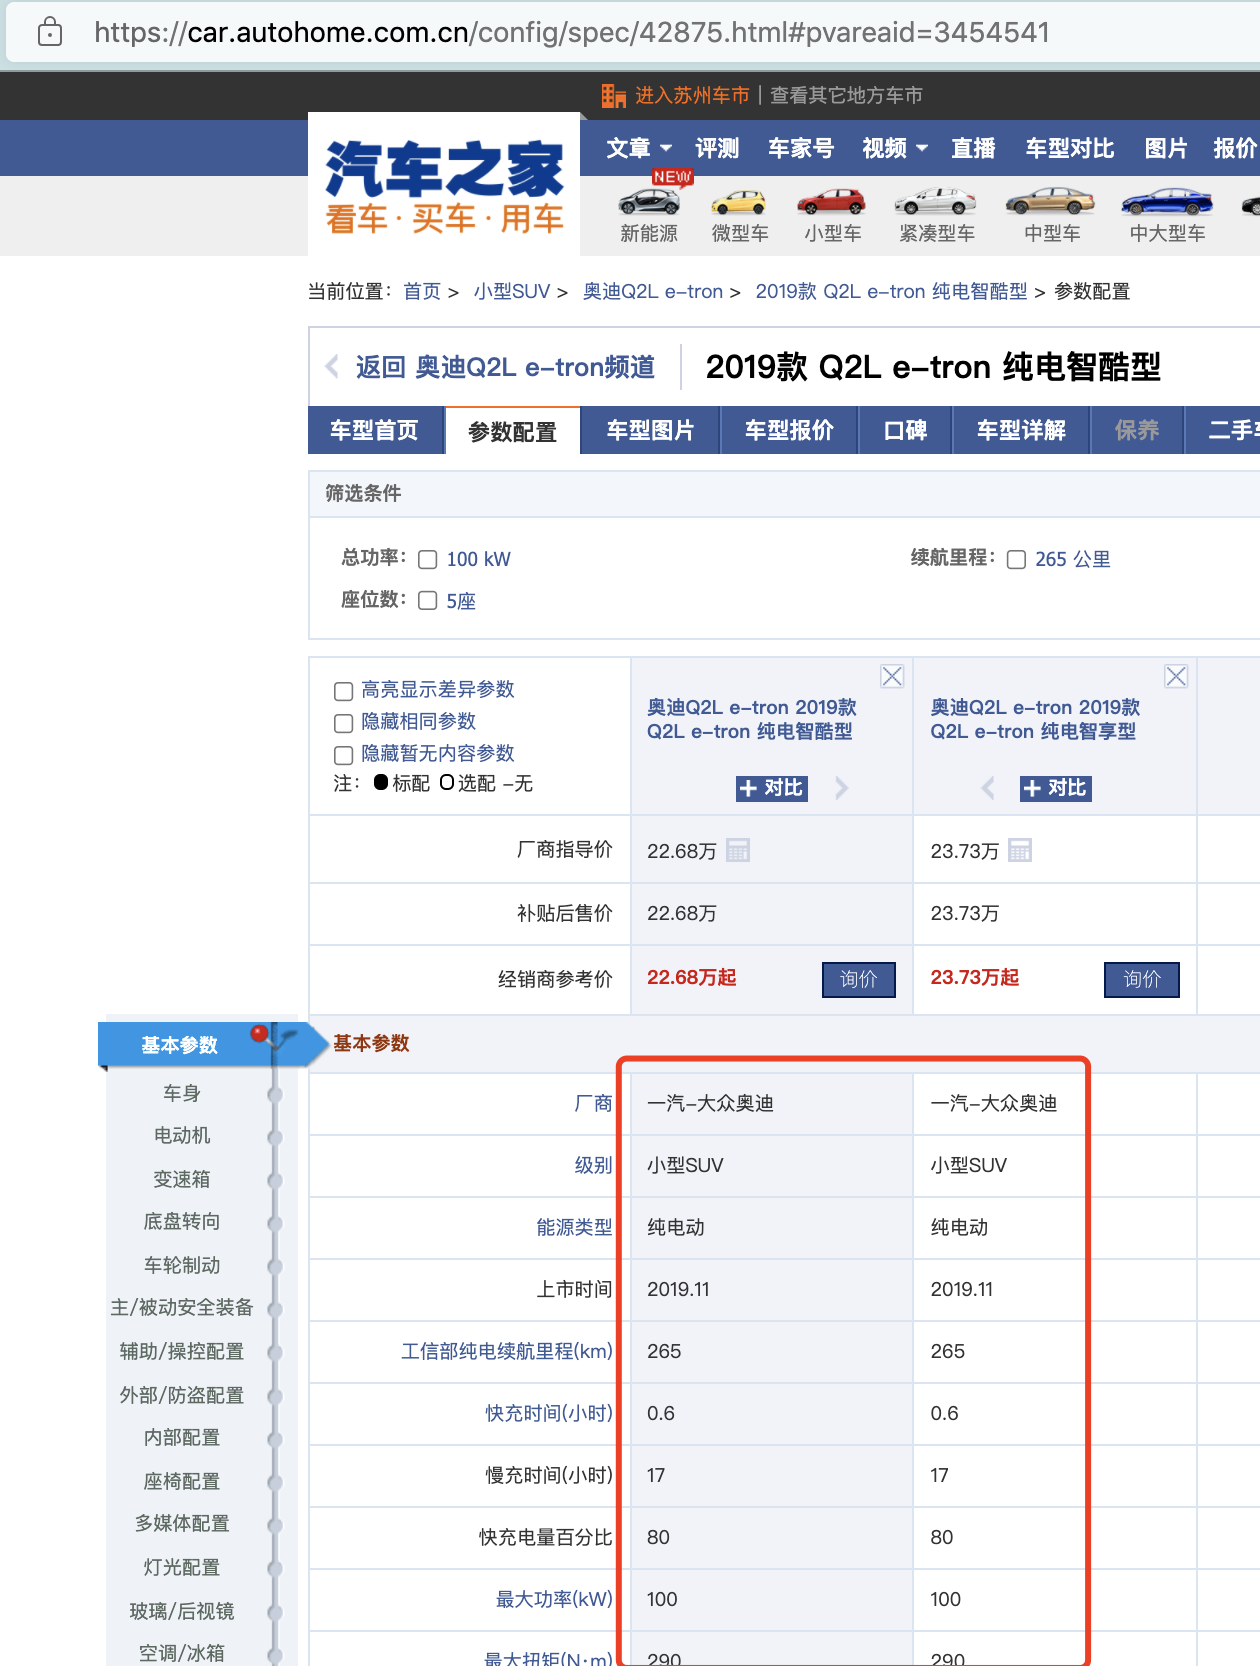 https://car.autohome.com.cn/config/spec/42875.html#pvareaid=3454541
进入苏州车市 | 查看其它地方车市
汽车之家
看车·买车·用车
文章 评测 车家号 视频 直播 车型对比 图片 报价
NEW
新能源 微型车 小型车 紧凑型车 中型车 中大型车
当前位置: 首页 > 小型SUV > 奥迪Q2L e-tron > 2019款 Q2L e-tron 纯电智酷型 > 参数配置
返回 奥迪Q2L e-tron频道 2019款 Q2L e-tron 纯电智酷型
车型首页 参数配置 车型图片 车型报价 口碑 车型详解 保养 二手车
筛选条件
总功率: 100 kW 续航里程: 265 公里
座位数: 5座
高亮显示差异参数
隐藏相同参数
隐藏暂无内容参数
注: ●标配 O选配 -无
奥迪Q2L e-tron 2019款
Q2L e-tron 纯电智酷型
+ 对比
奥迪Q2L e-tron 2019款
Q2L e-tron 纯电智享型
+ 对比
厂商指导价 22.68万 23.73万
补贴后售价 22.68万 23.73万
经销商参考价 22.68万起 询价 23.73万起 询价
基本参数
厂商 一汽-大众奥迪 一汽-大众奥迪
级别 小型SUV 小型SUV
能源类型 纯电动 纯电动
上市时间 2019.11 2019.11
工信部纯电续航里程(km) 265 265
快充时间(小时) 0.6 0.6
慢充时间(小时) 17 17
快充电量百分比 80 80
最大功率(kW) 100 100
最大扭矩(N·m) 290 290
基本参数
车身
电动机
变速箱
底盘转向
车轮制动
主/被动安全装备
辅助/操控配置
外部/防盗配置
内部配置
座椅配置
多媒体配置
灯光配置
玻璃/后视镜
空调/冰箱